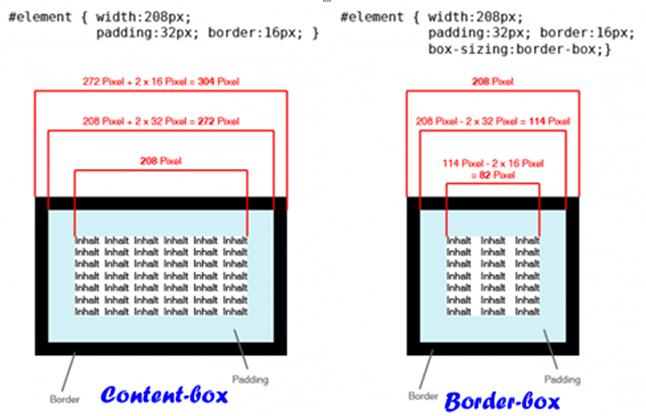 #element { width:208px;
padding:32px; border:16px; }
272 Pixel + 2 x 16 Pixel = 304 Pixel
208 Pixel + 2 x 32 Pixel = 272 Pixel
208 Pixel
Inhalt Inhalt Inhalt Inhalt Inhalt Inhalt
Inhalt Inhalt Inhalt Inhalt Inhalt Inhalt
Inhalt Inhalt Inhalt Inhalt Inhalt Inhalt
Inhalt Inhalt Inhalt Inhalt Inhalt Inhalt
Inhalt Inhalt Inhalt Inhalt Inhalt Inhalt
Inhalt Inhalt Inhalt Inhalt Inhalt Inhalt
Inhalt Inhalt Inhalt Inhalt Inhalt Inhalt
Padding
Border
Content-box
#element { width:208px;
padding:32px; border:16px;
box-sizing:border-box;}
208 Pixel
208 Pixel - 2 x 32 Pixel = 114 Pixel
114 Pixel - 2 x 16 Pixel
= 82 Pixel
Inhalt Inhalt Inhalt
Inhalt Inhalt Inhalt
Inhalt Inhalt Inhalt
Inhalt Inhalt Inhalt
Inhalt Inhalt Inhalt
Inhalt Inhalt Inhalt
Inhalt Inhalt Inhalt
Padding
Border
Border-box